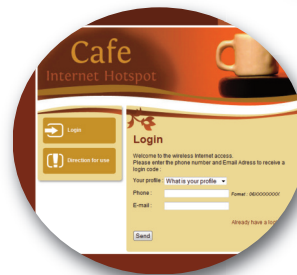 Cafe
Internet Hotspot
Login
Direction for use
Login
Welcome to the wireless Internet access.
Please enter the phone number and Email Adress to receive a
login code :
Your profile : What is your profile
Phone :
Format : 06XXXXXXXX
E-mail :
Already have a
Send